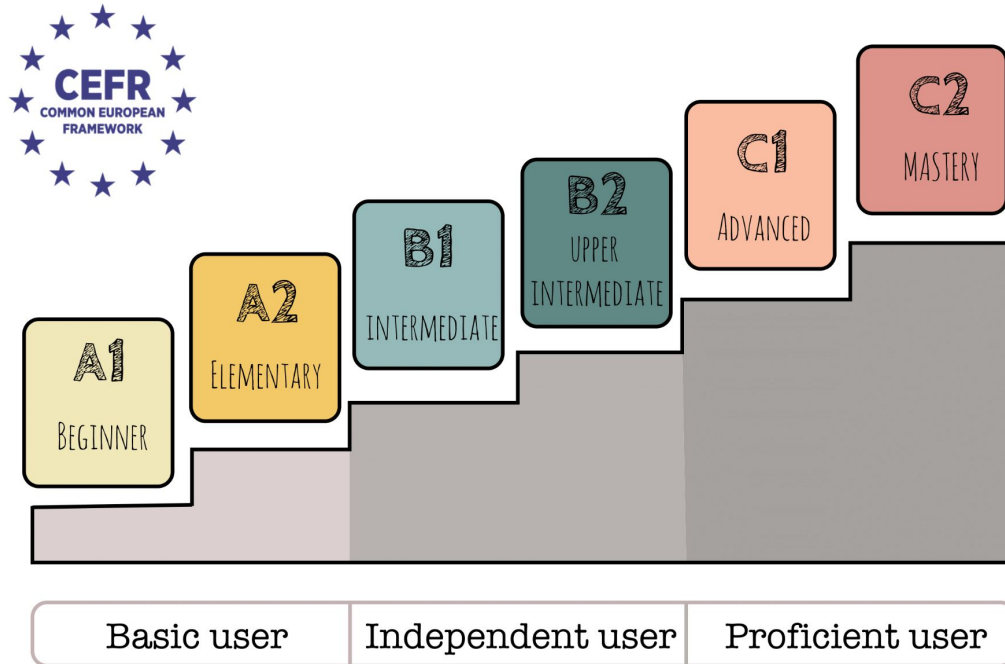 CEFR
COMMON EUROPEAN
FRAMEWORK
A1
BEGINNER
A2
ELEMENTARY
B1
INTERMEDIATE
B2
UPPER
INTERMEDIATE
C1
ADVANCED
C2
MASTERY
Basic user
Independent user
Proficient user